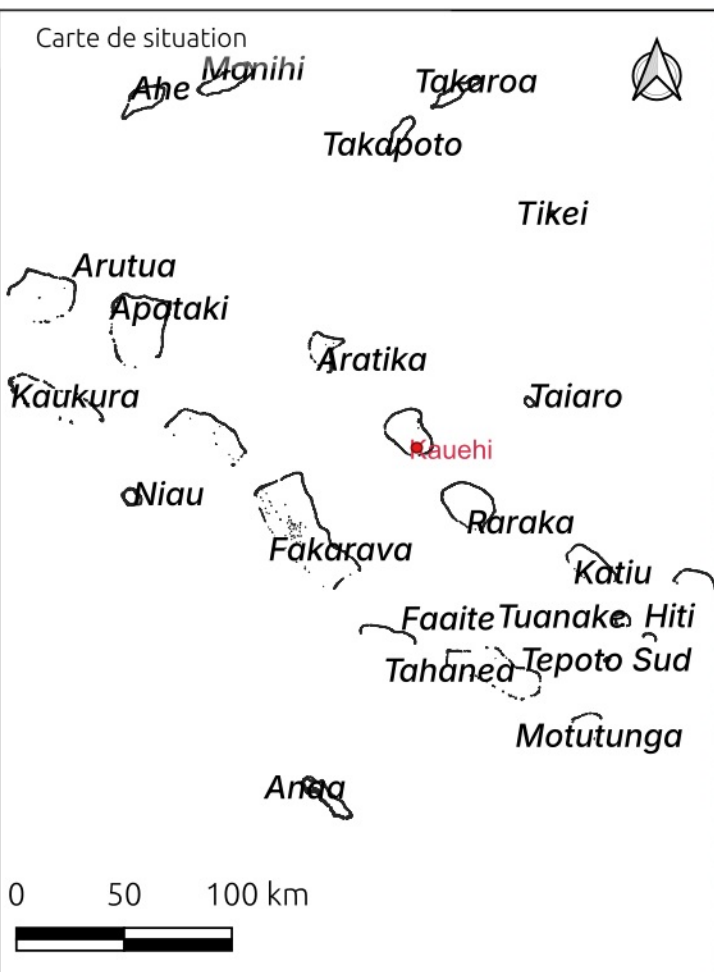 Carte de situation
Manihi
Ahe
Takaroa
Takapoto
Tikei
Arutua
Apataki
Aratika
Kaukura
Taiaro
Kauehi
Niau
Raraka
Fakarava
Katiu
Faaite Tuanake Hiti
Tahanea Tepoto Sud
Motutunga
Anaa
0 50 100 km